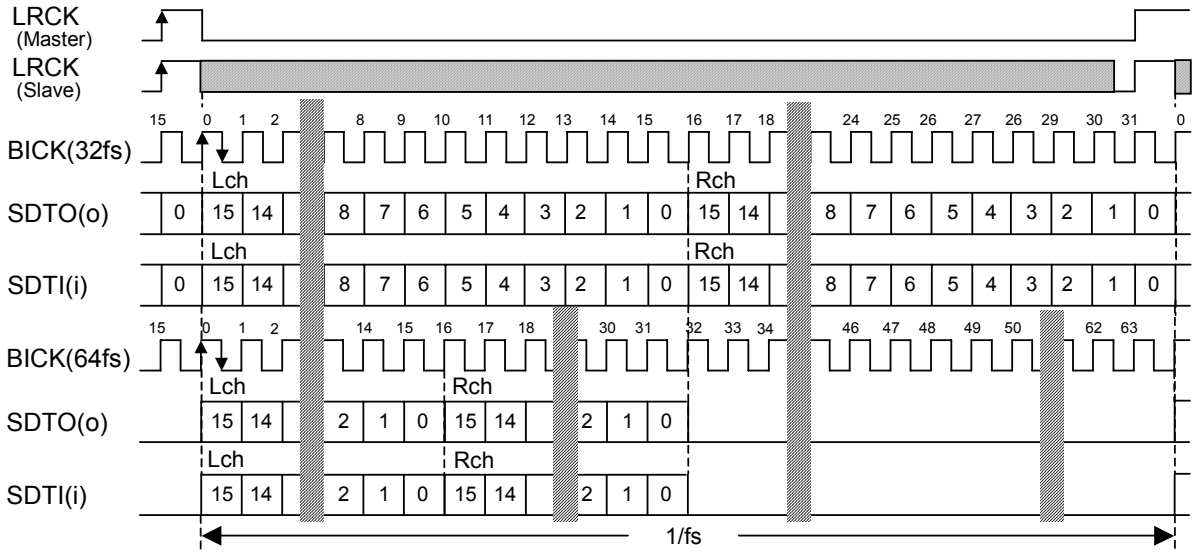 LRCK
(Master)
LRCK
(Slave)
15 0 1 2 8 9 10 11 12 13 14 15 16 17 18 24 25 26 27 26 29 30 31 0
BICK(32fs)
Lch Rch
SDTO(o) 0 15 14 8 7 6 5 4 3 2 1 0 15 14 8 7 6 5 4 3 2 1 0
Lch Rch
SDTI(i) 0 15 14 8 7 6 5 4 3 2 1 0 15 14 8 7 6 5 4 3 2 1 0
15 0 1 2 14 15 16 17 18 30 31 32 33 34 46 47 48 49 50 62 63
BICK(64fs)
Lch Rch
SDTO(o) 15 14 2 1 0 15 14 2 1 0
Lch Rch
SDTI(i) 15 14 2 1 0 15 14 2 1 0
1/fs